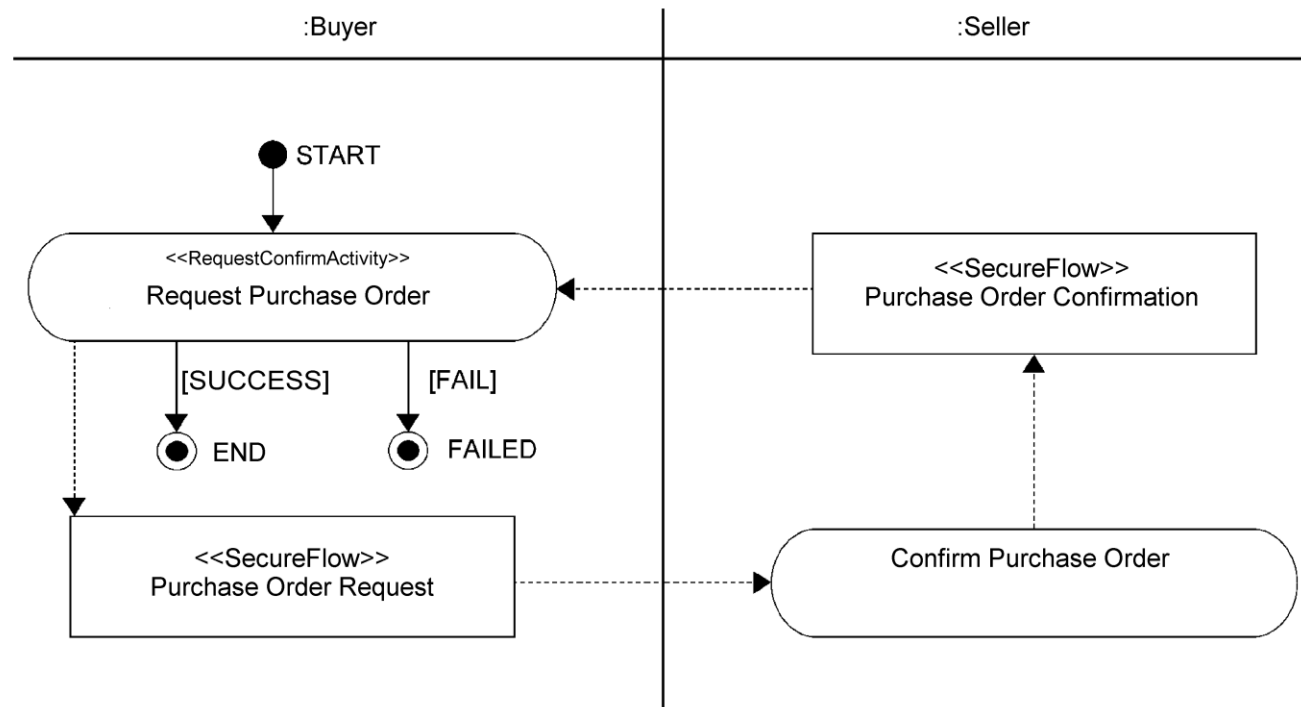 :Buyer
:Seller
START
<<RequestConfirmActivity>>
Request Purchase Order
<<SecureFlow>>
Purchase Order Confirmation
[SUCCESS]
[FAIL]
END
FAILED
<<SecureFlow>>
Purchase Order Request
Confirm Purchase Order